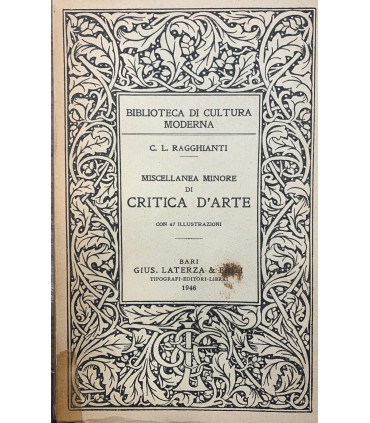 BIBLIOTECA DI CULTURA
MODERNA
C. L. RAGGHIANTI
MISCELLANEA MINORE
DI
CRITICA D'ARTE
CON 47 ILLUSTRAZIONI
BARI
GIUS. LATERZA &
TIPOGRAFI-EDITORI-LIBRAI
1946